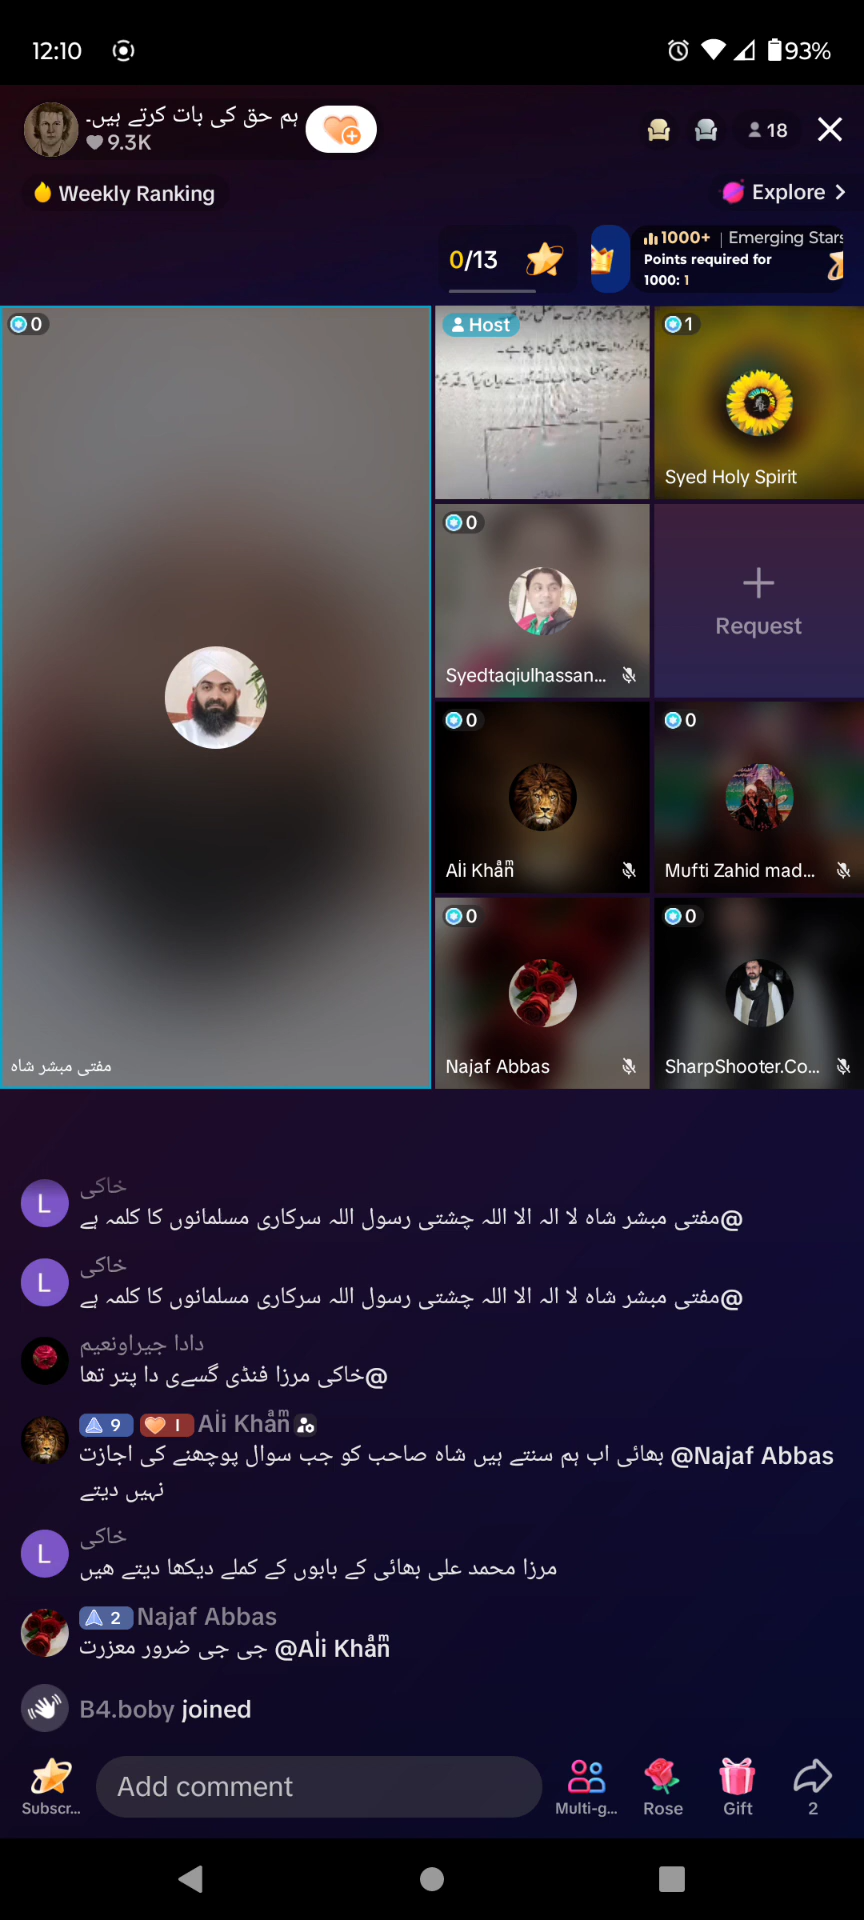 12:10
93%
ہم حق کی بات کرتے ہیں۔
9.3K
18
Weekly Ranking
Explore
0/13
1000+ | Emerging Stars
Points required for
1000: 1
0
Host
1
Syed Holy Spirit
0
Syedtaqiulhassan...
Request
0
Ali Khan
0
Mufti Zahid mad...
0
Najaf Abbas
0
SharpShooter.Co...
مفتی مبشر شاہ
L
خاکی
@مفتی مبشر شاہ لا الہ الا اللہ چشتی رسول اللہ سرکاری مسلمانوں کا کلمہ ہے
L
خاکی
@مفتی مبشر شاہ لا الہ الا اللہ چشتی رسول اللہ سرکاری مسلمانوں کا کلمہ ہے
دادا جیراونعیم
@خاکی مرزا فنڈی گسےی دا پتر تھا
9 I Ali Khan
@Najaf Abbas بھائی اب ہم سنتے ہیں شاہ صاحب کو جب سوال پوچھنے کی اجازت
نہیں دیتے
L
خاکی
مرزا محمد علی بھائی کے بابوں کے کملے دیکھا دیتے ھیں
2 Najaf Abbas
@Ali Khan جی جی ضرور معزرت
B4.boby joined
Subscr...
Add comment
Multi-g...
Rose
Gift
2